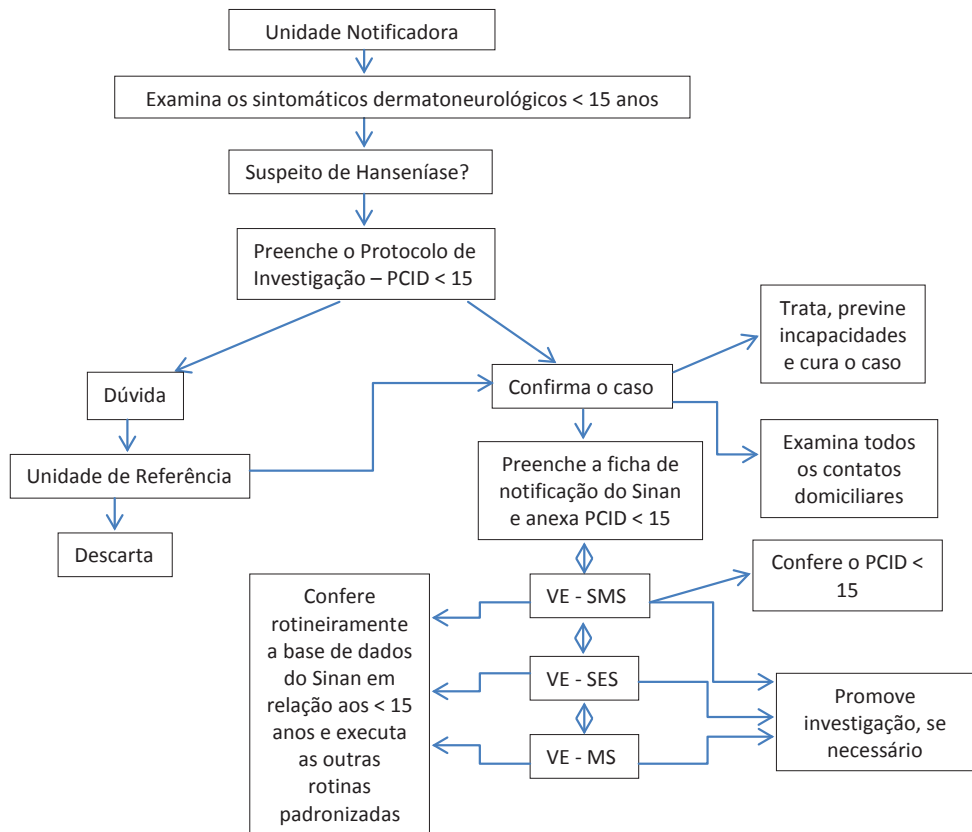 Unidade Notificadora
Examina os sintomáticos dermatoneurológicos < 15 anos
Suspeito de Hanseníase?
Preenche o Protocolo de
Investigação – PCID < 15
Trata, previne
incapacidades
e cura o caso
Dúvida
Confirma o caso
Examina todos
os contatos
domiciliares
Unidade de Referência
Preenche a ficha de
notificação do Sinan
e anexa PCID < 15
Descarta
Confere o PCID <
15
VE - SMS
Confere
rotineiramente
a base de dados
do Sinan em
relação aos < 15
anos e executa
as outras
rotinas
padronizadas
VE - SES
Promove
investigação, se
necessário
VE - MS